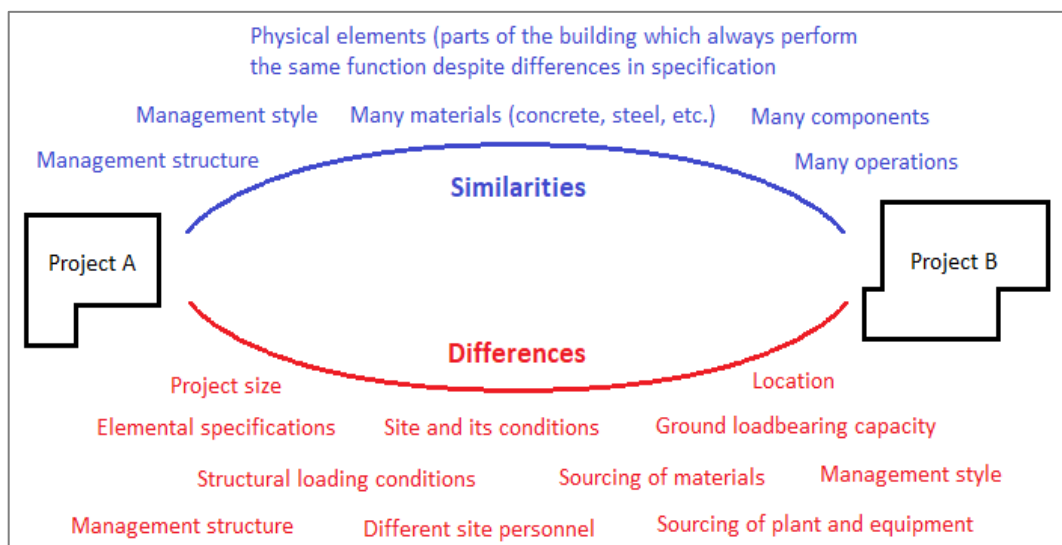 Physical elements (parts of the building which always perform
the same function despite differences in specification
Management style Many materials (concrete, steel, etc.) Many components
Management structure Many operations
Similarities
Project A Project B
Differences
Project size Location
Elemental specifications Site and its conditions Ground loadbearing capacity
Structural loading conditions Sourcing of materials Management style
Management structure Different site personnel Sourcing of plant and equipment